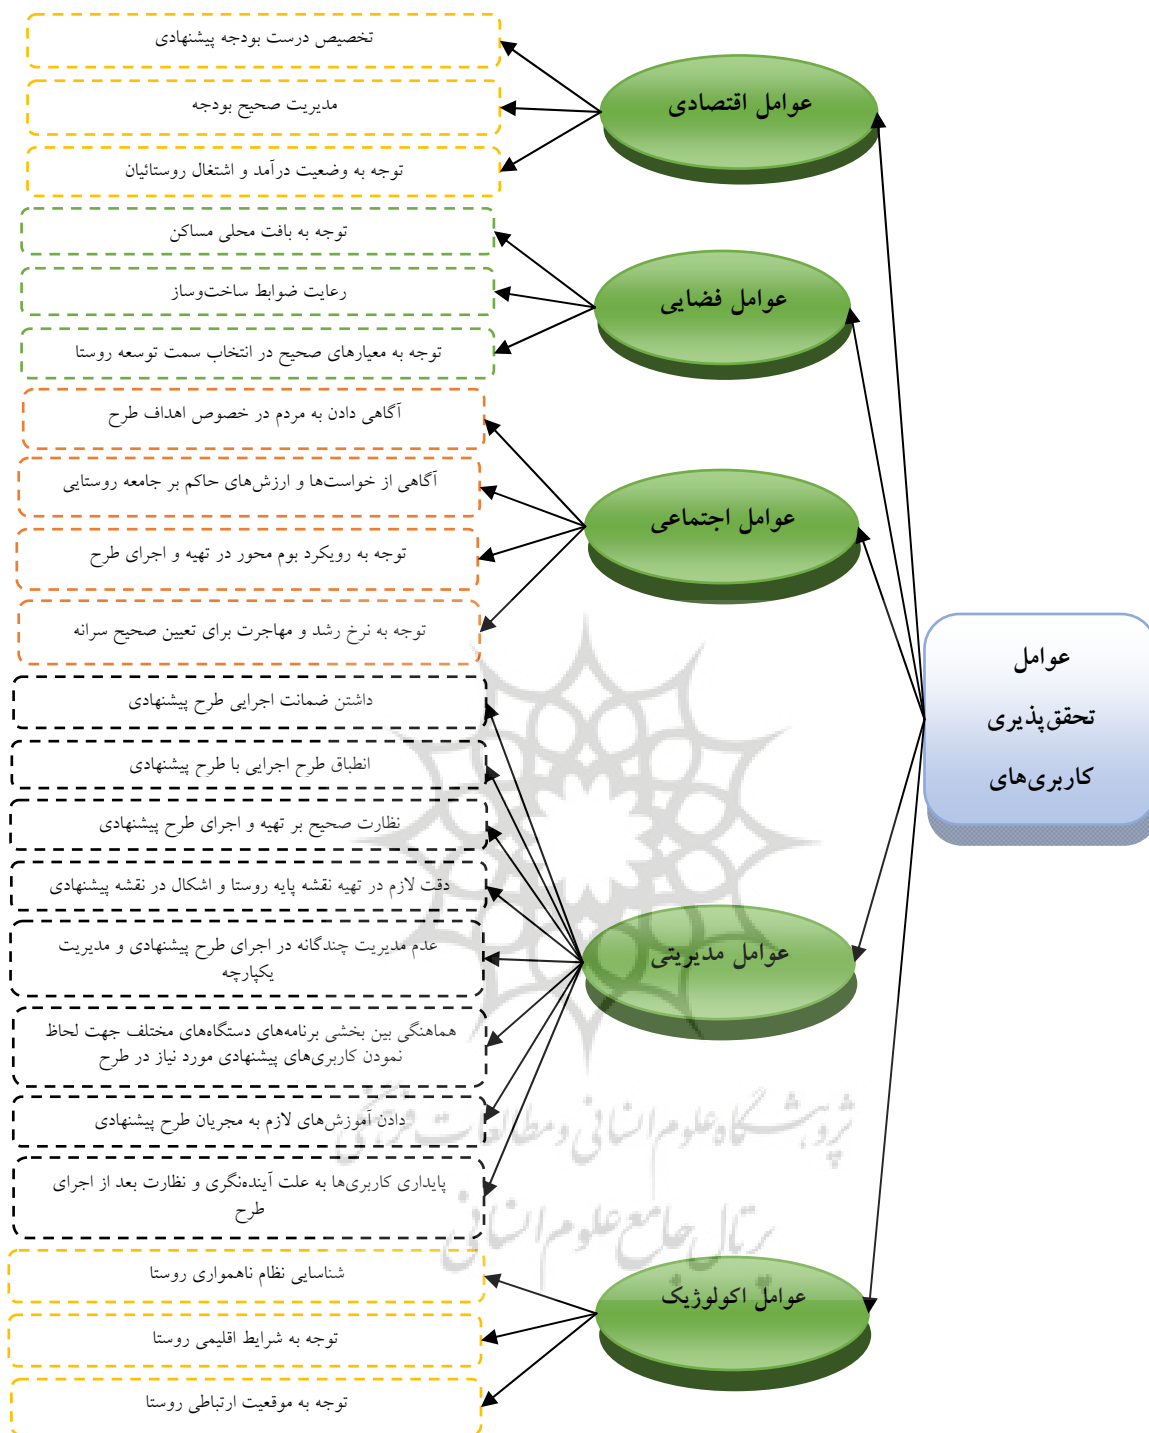 عوامل
تحقق‌پذیری
کاربری‌های
عوامل اقتصادی
تخصیص درست بودجه پیشنهادی
مدیریت صحیح بودجه
توجه به وضعیت درآمد و اشتغال روستائیان
عوامل فضایی
توجه به بافت محلی مساکن
رعایت ضوابط ساخت‌وساز
توجه به معیارهای صحیح در انتخاب سمت توسعه روستا
عوامل اجتماعی
آگاهی دادن به مردم در خصوص اهداف طرح
آگاهی از خواست‌ها و ارزش‌های حاکم بر جامعه روستایی
توجه به رویکرد بوم محور در تهیه و اجرای طرح
توجه به نرخ رشد و مهاجرت برای تعیین صحیح سرانه
عوامل مدیریتی
داشتن ضمانت اجرایی طرح پیشنهادی
انطباق طرح اجرایی با طرح پیشنهادی
نظارت صحیح بر تهیه و اجرای طرح پیشنهادی
دقت لازم در تهیه نقشه پایه روستا و اشکال در نقشه پیشنهادی
عدم مدیریت چندگانه در اجرای طرح پیشنهادی و مدیریت
یکپارچه
هماهنگی بین بخشی برنامه‌های دستگاه‌های مختلف جهت لحاظ
نمودن کاربری‌های پیشنهادی مورد نیاز در طرح
دادن آموزش‌های لازم به مجریان طرح پیشنهادی
پایداری کاربری‌ها به علت آینده‌نگری و نظارت بعد از اجرای
طرح
عوامل اکولوژیک
شناسایی نظام ناهمواری روستا
توجه به شرایط اقلیمی روستا
توجه به موقعیت ارتباطی روستا
پژوهشگاه علوم انسانی و مطالعات فرهنگی
پرتال جامع علوم انسانی